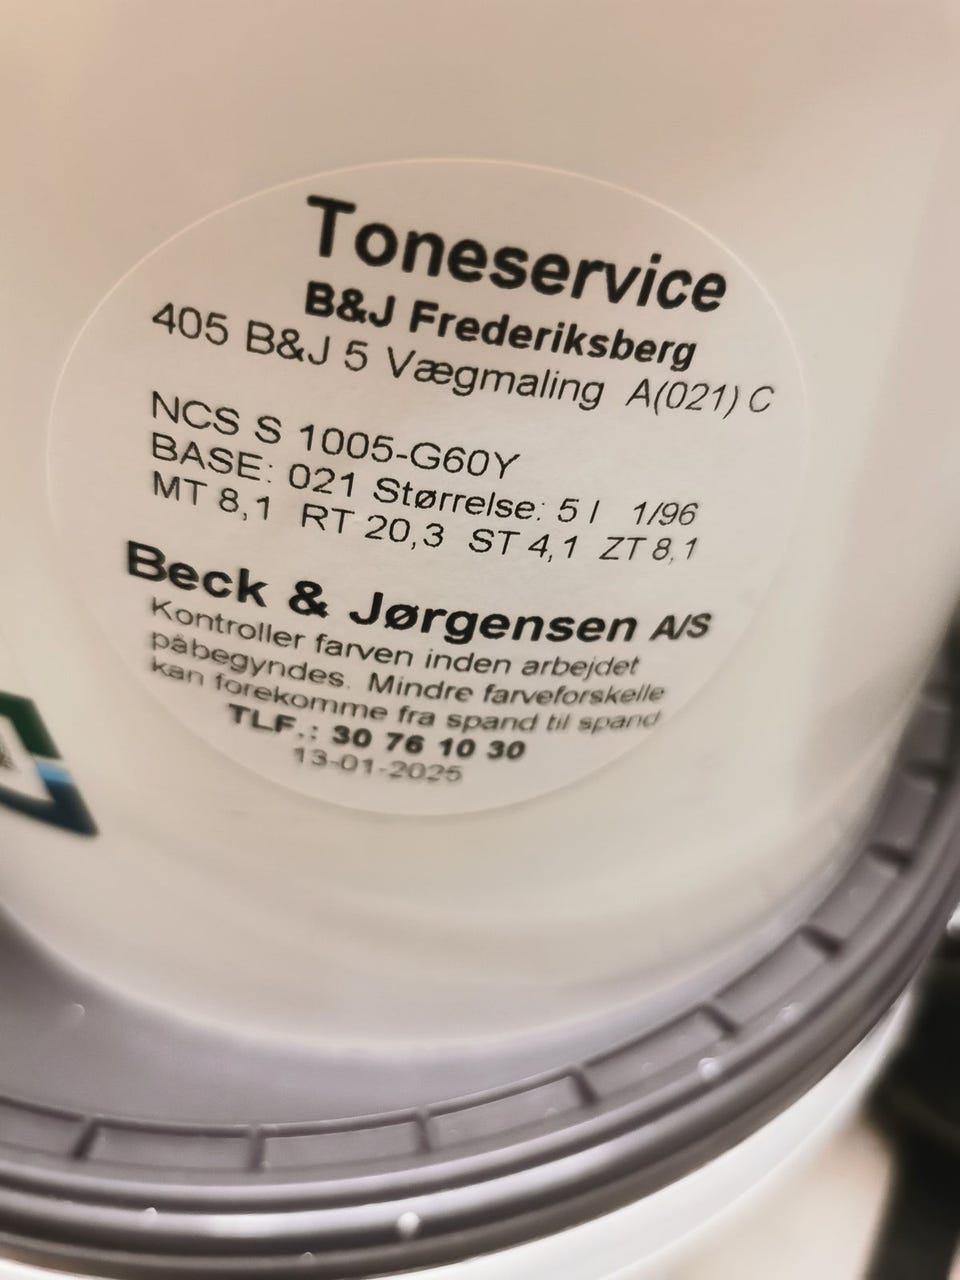 Toneservice
B&J Frederiksberg
405 B&J 5 Vægmaling A(021) C
NCS S 1005-G60Y
BASE: 021 Størrelse: 5 l 1/96
MT 8,1 RT 20,3 ST 4,1 ZT 8,1
Beck & Jørgensen A/S
Kontroller farven inden arbejdet
påbegyndes. Mindre farveforskelle
kan forekomme fra spand til spand
TLF.: 30 76 10 30
13-01-2025